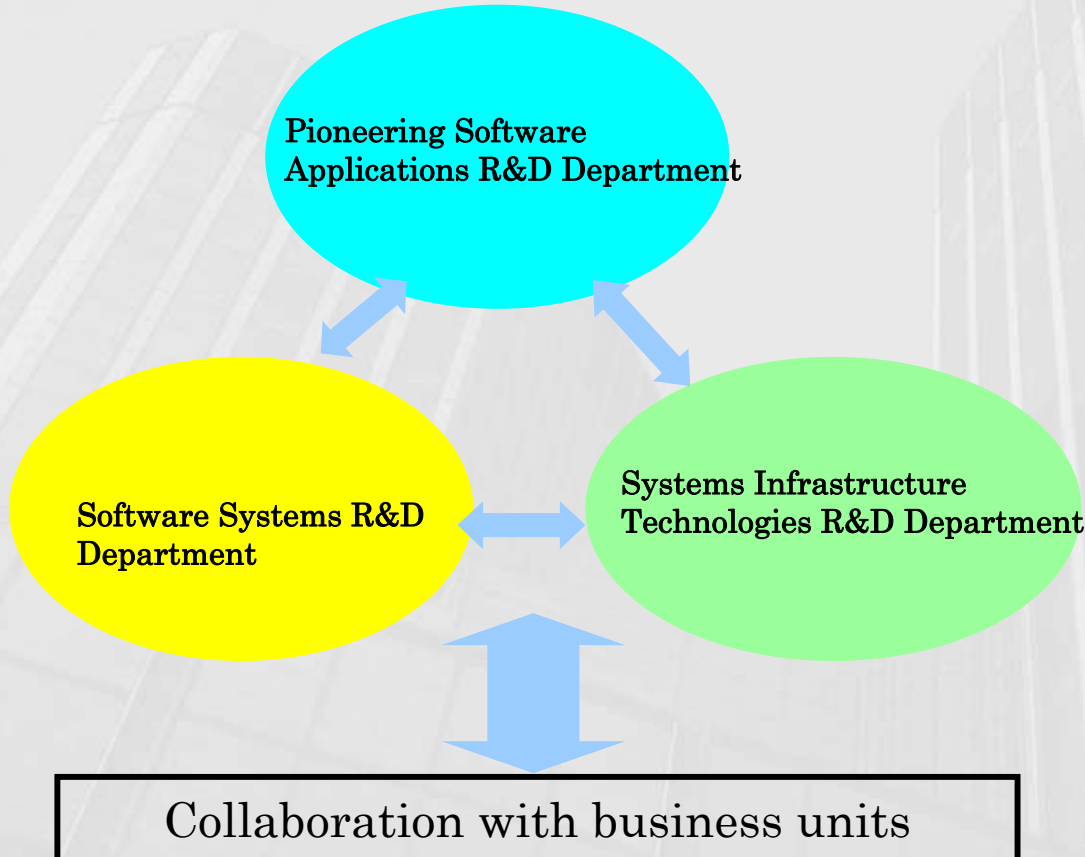 Pioneering Software
Applications R&D Department
Software Systems R&D
Department
Systems Infrastructure
Technologies R&D Department
Collaboration with business units